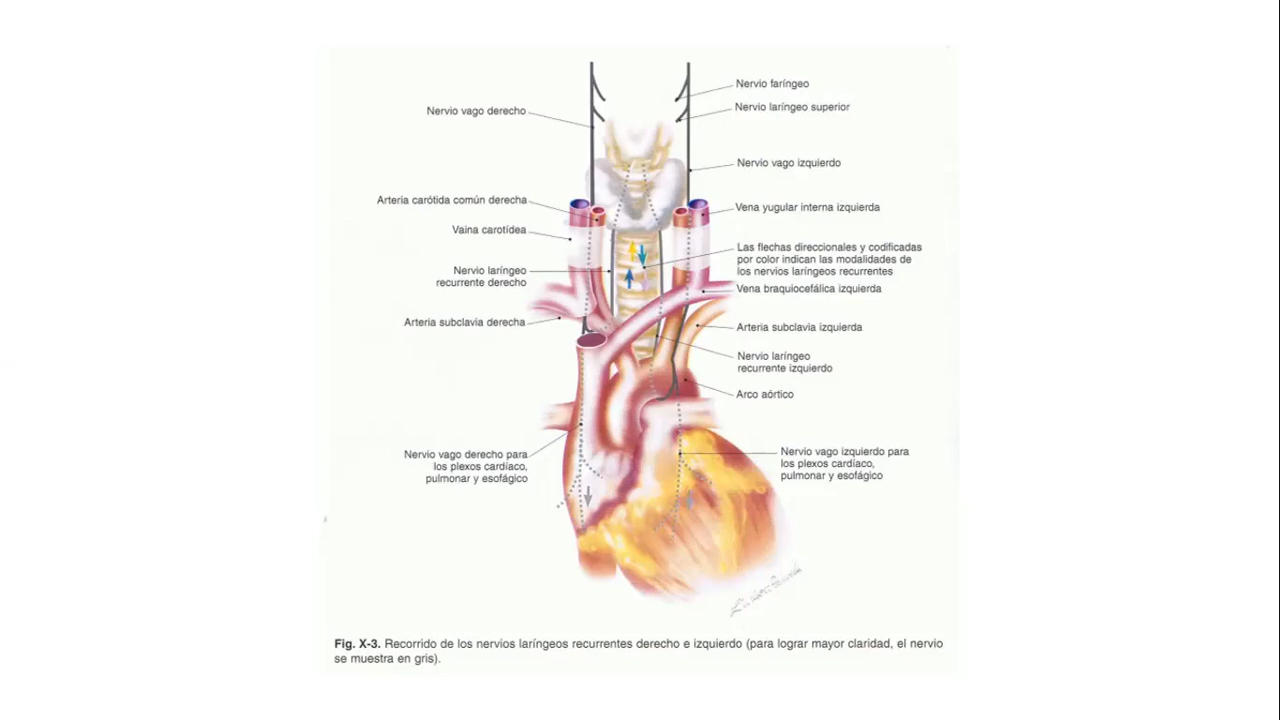 Nervio faríngeo
Nervio laríngeo superior
Nervio vago derecho
Nervio vago izquierdo
Arteria carótida común derecha
Vena yugular interna izquierda
Vaina carotídea
Las flechas direccionales y codificadas
por color indican las modalidades de
los nervios laríngeos recurrentes
Nervio laríngeo
recurrente derecho
Vena braquiocefálica izquierda
Arteria subclavia derecha
Arteria subclavia izquierda
Nervio laríngeo
recurrente izquierdo
Arco aórtico
Nervio vago derecho para
los plexos cardíaco,
pulmonar y esofágico
Nervio vago izquierdo para
los plexos cardíaco,
pulmonar y esofágico
Fig. X-3. Recorrido de los nervios laríngeos recurrentes derecho e izquierdo (para lograr mayor claridad, el nervio
se muestra en gris).